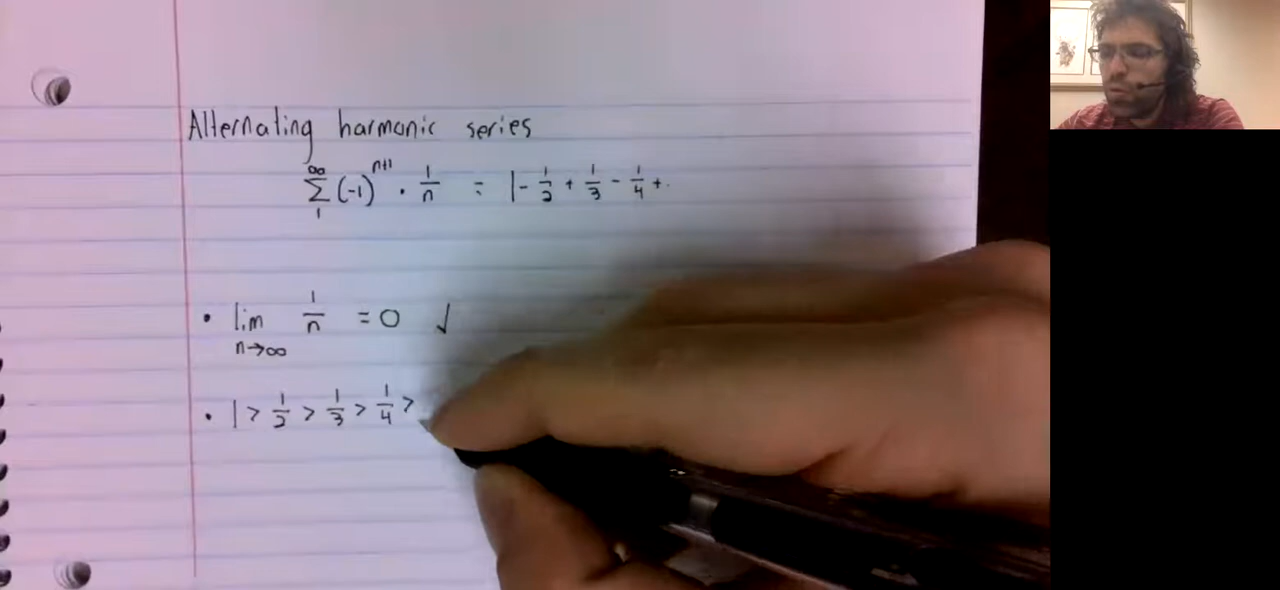 Alternating harmonic series
∞∑1 (-1)^(n+1) · 1/n = 1 - 1/2 + 1/3 - 1/4 + .
• lim n→∞ 1/n = 0 ✓
• 1 > 1/2 > 1/3 > 1/4 >